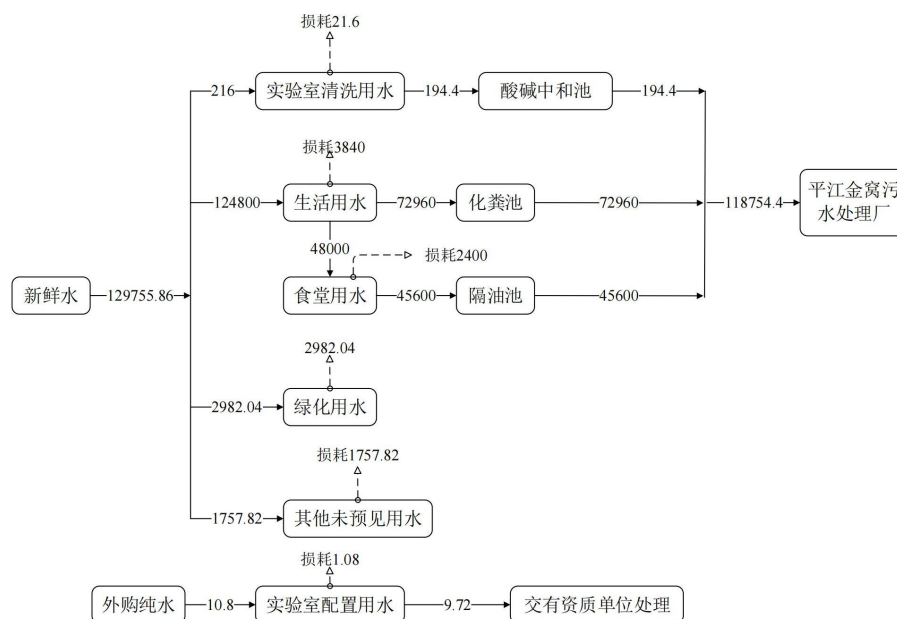 损耗21.6
216
实验室清洗用水
194.4
酸碱中和池
194.4
损耗3840
124800
生活用水
72960
化粪池
72960
118754.4
平江金窝污
水处理厂
48000
损耗2400
新鲜水
129755.86
食堂用水
45600
隔油池
45600
2982.04
2982.04
绿化用水
损耗1757.82
1757.82
其他未预见用水
损耗1.08
外购纯水
10.8
实验室配置用水
9.72
交有资质单位处理